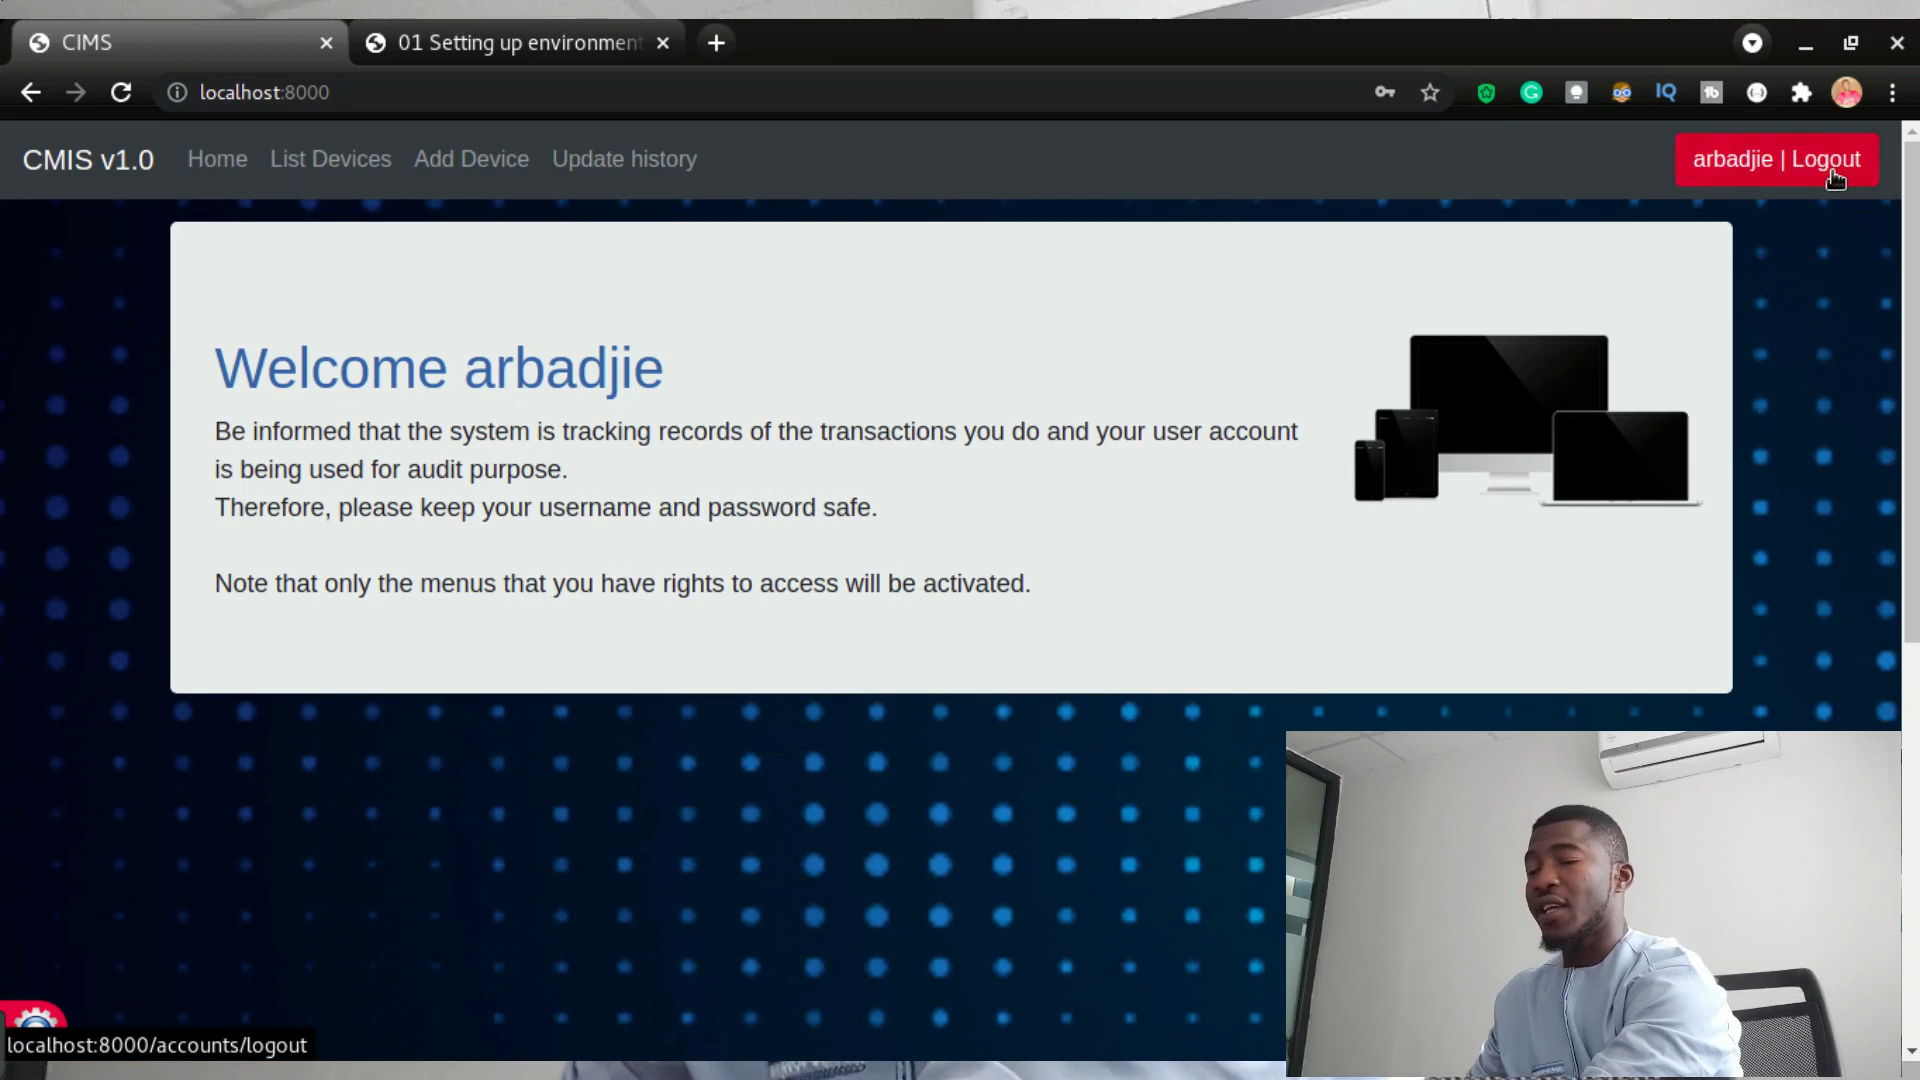 CIMS
01 Setting up environment
localhost:8000
IQ
CMIS v1.0
Home
List Devices
Add Device
Update history
arbadjie | Logout
Welcome arbadjie
Be informed that the system is tracking records of the transactions you do and your user account
is being used for audit purpose.
Therefore, please keep your username and password safe.
Note that only the menus that you have rights to access will be activated.
localhost:8000/accounts/logout